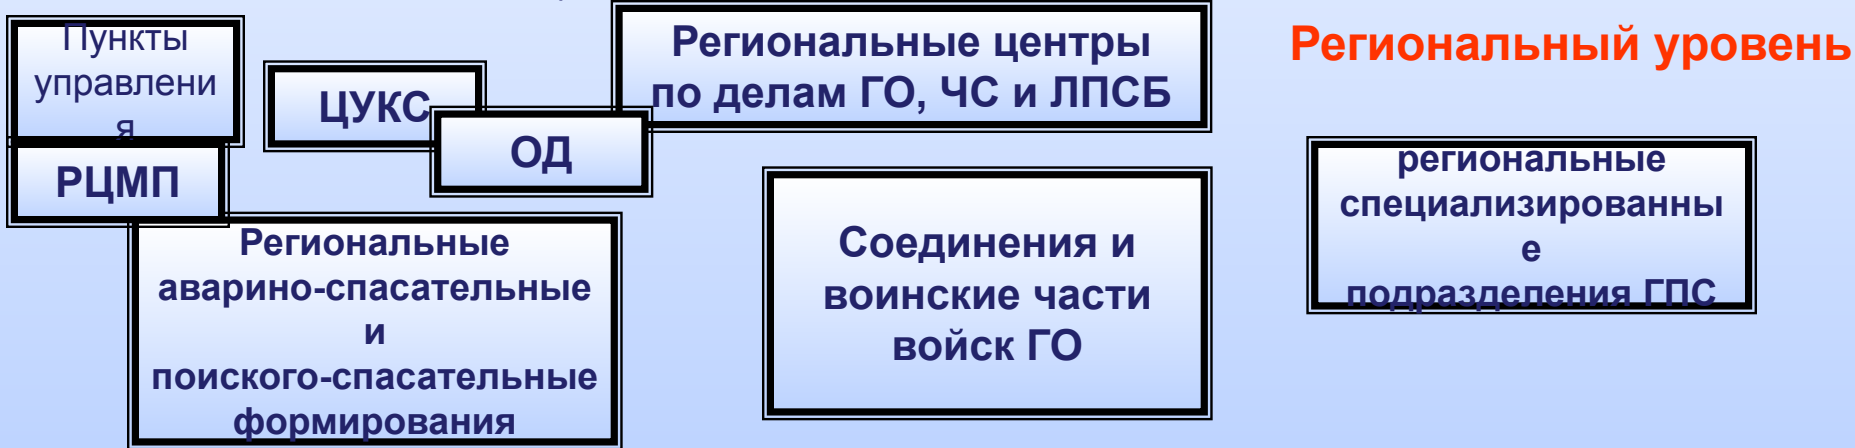 Пункты
управлени
я
РЦМП
ЦУКС
ОД
Региональные центры
по делам ГО, ЧС и ЛПСБ
Региональный уровень
Региональные
аварино-спасательные
и
поиского-спасательные
формирования
Соединения и
воинские части
войск ГО
региональные
специализированны
е
подразделения ГПС